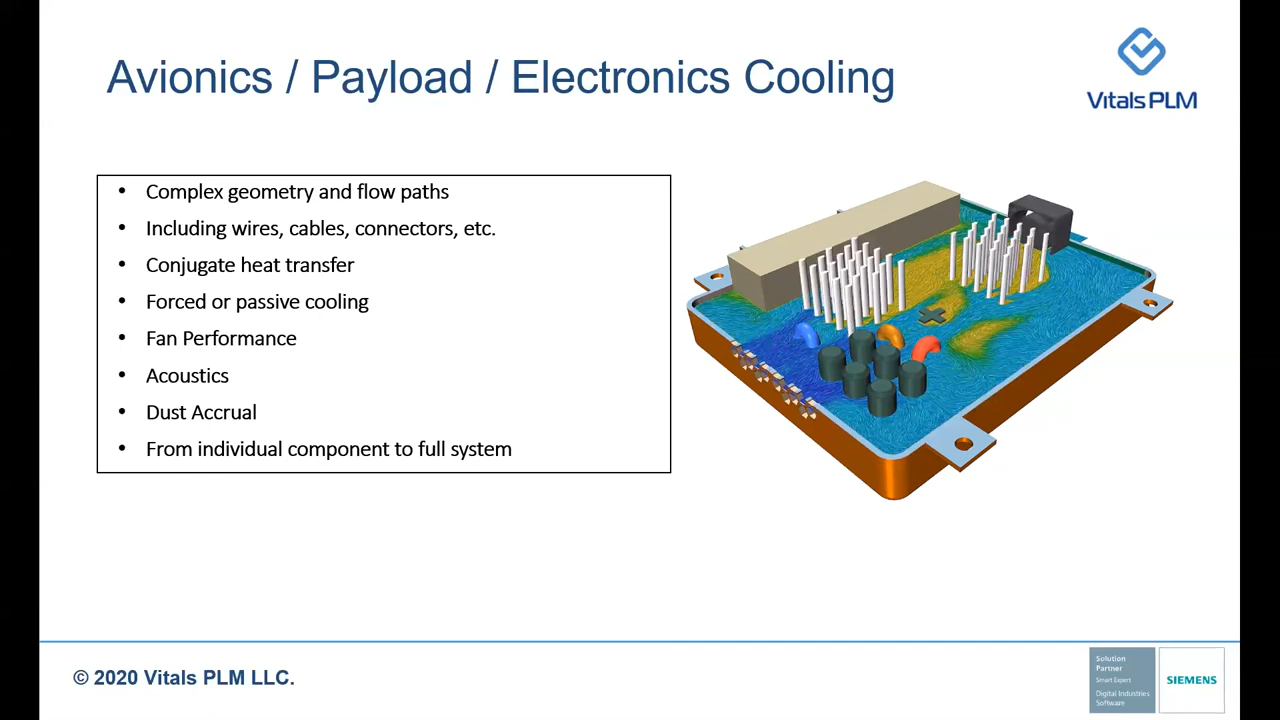 Avionics / Payload / Electronics Cooling
Vitals PLM
• Complex geometry and flow paths
• Including wires, cables, connectors, etc.
• Conjugate heat transfer
• Forced or passive cooling
• Fan Performance
• Acoustics
• Dust Accrual
• From individual component to full system
© 2020 Vitals PLM LLC.
Solution
Partner
Smart Expert
Digital Industries
Software
SIEMENS